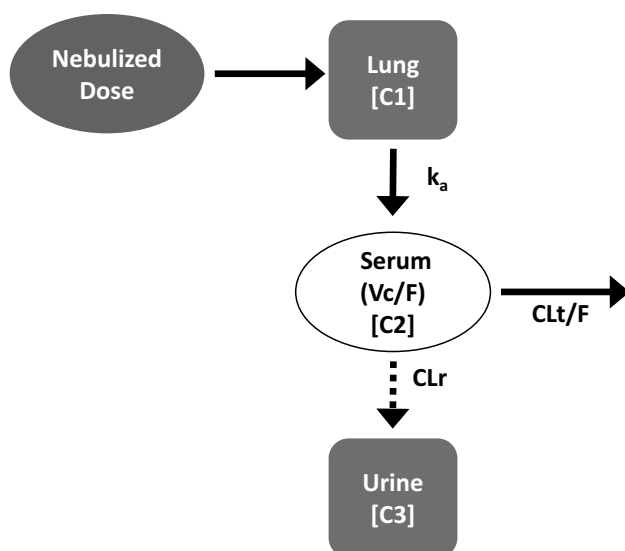 Nebulized
Dose
Lung
[C1]
kₐ
Serum
(Vc/F)
[C2]
CLt/F
CLr
Urine
[C3]